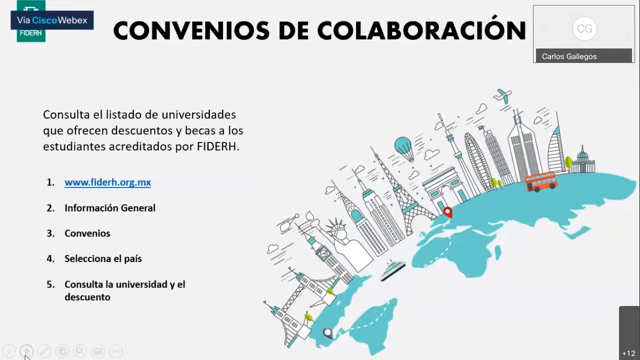 Via CiscoWebex
FIDERH
CONVENIOS DE COLABORACIÓN
CG
Carlos Gallegos
Consulta el listado de universidades
que ofrecen descuentos y becas a los
estudiantes acreditados por FIDERH.
1. www.fiderh.org.mx
2. Información General
3. Convenios
4. Selecciona el país
5. Consulta la universidad y el
descuento
+12